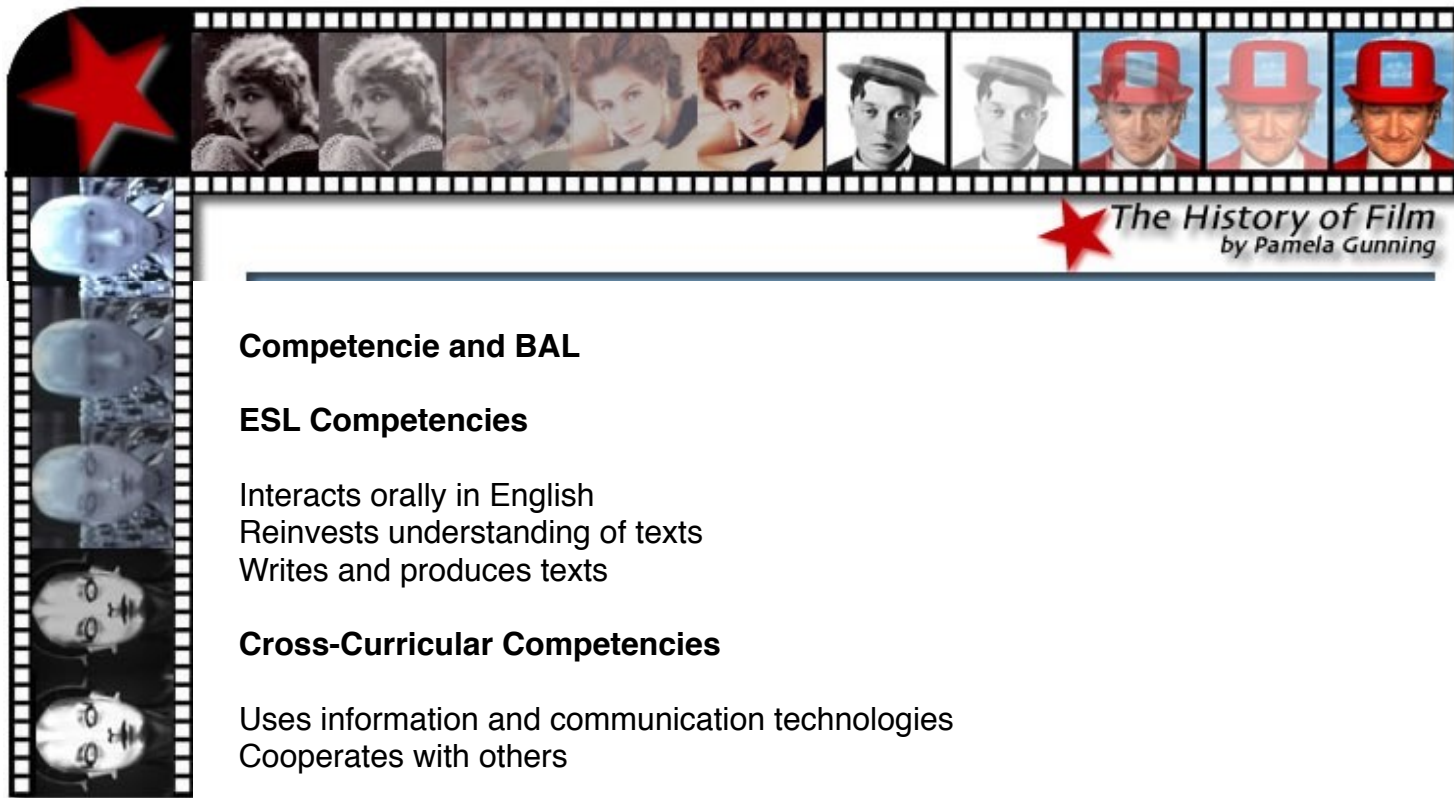 The History of Film
by Pamela Gunning
Competencie and BAL
ESL Competencies
Interacts orally in English
Reinvests understanding of texts
Writes and produces texts
Cross-Curricular Competencies
Uses information and communication technologies
Cooperates with others